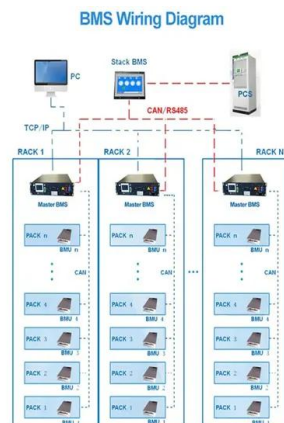 BMS Wiring Diagram
Stack BMS
PC
PCS
CAN/RS485
TCP/IP
RACK 1
RACK 2
RACK N
Master BMS
Master BMS
Master BMS
PACK n
PACK n
PACK n
BMU n
BMU n
BMU n
CAN
CAN
CAN
PACK 4
PACK 4
PACK 4
BMU 4
BMU 4
BMU 4
PACK 3
PACK 3
PACK 3
BMU 3
BMU 3
BMU 3
PACK 2
PACK 2
PACK 2
BMU 2
BMU 2
BMU 2
PACK 1
PACK 1
PACK 1